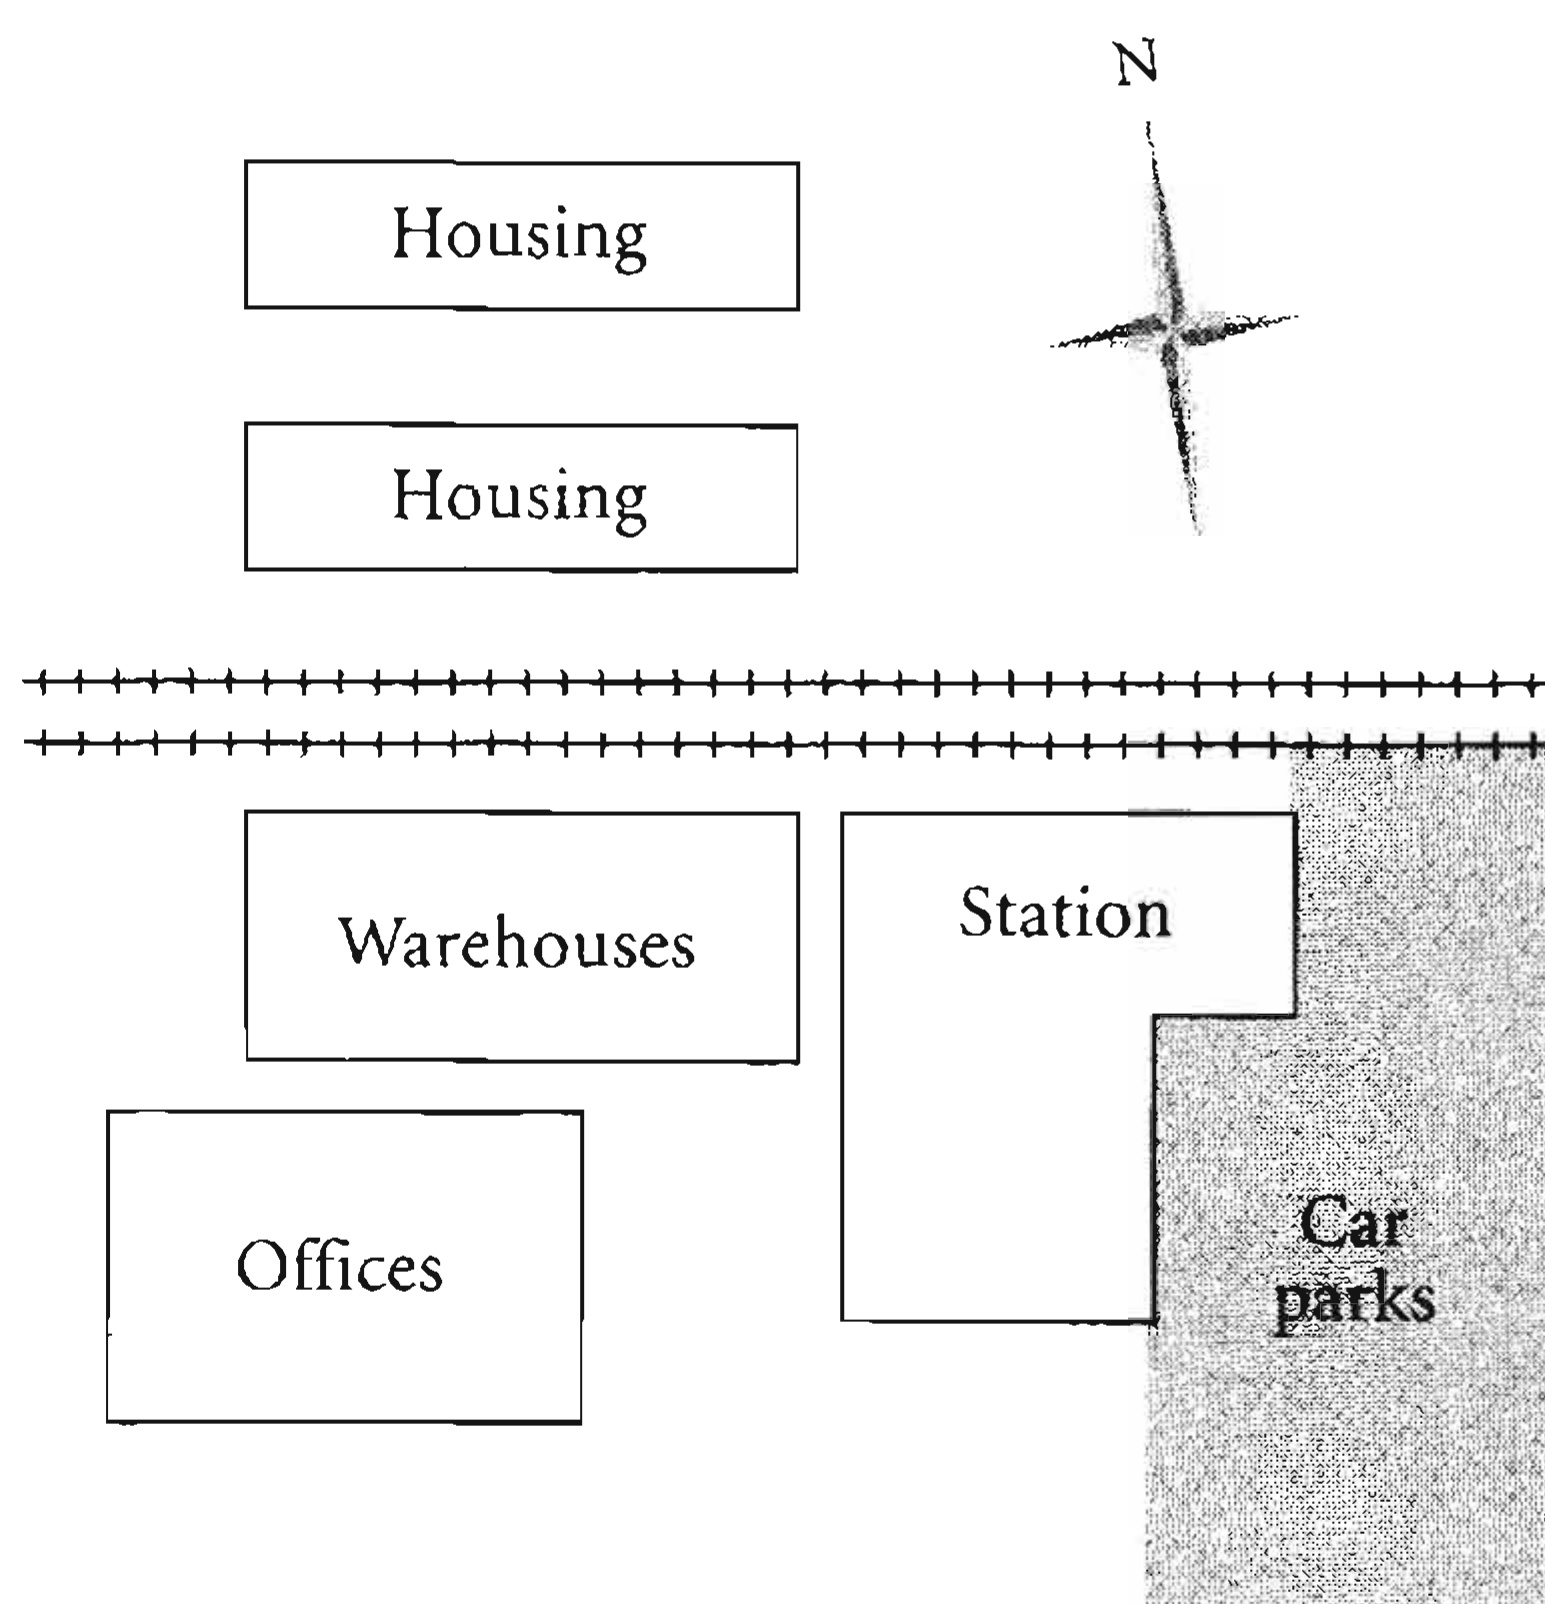 N
Housing
Housing
Station
Warehouses
Car
parks
Offices